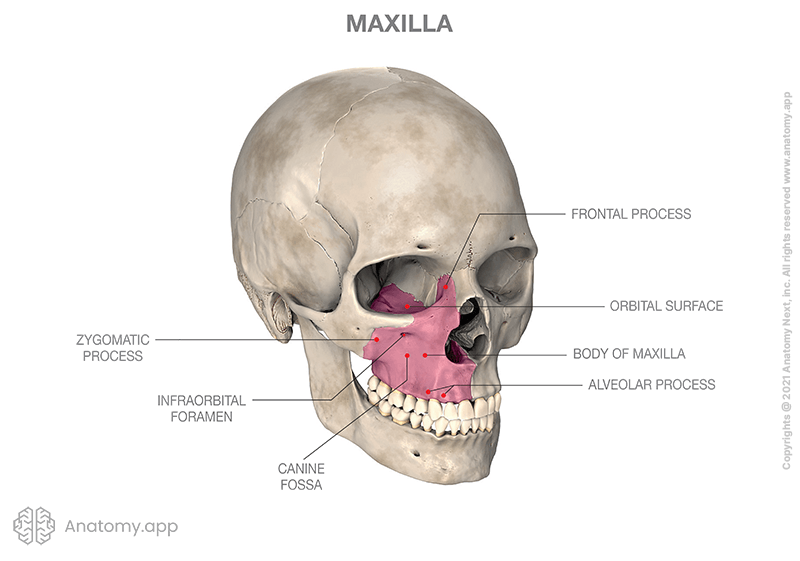 MAXILLA
FRONTAL PROCESS
ORBITAL SURFACE
ZYGOMATIC
PROCESS
BODY OF MAXILLA
ALVEOLAR PROCESS
INFRAORBITAL
FORAMEN
CANINE
FOSSA
Anatomy.app
Copyrights @ 2021 Anatomy Next, Inc. All rights reserved www.anatomy.app